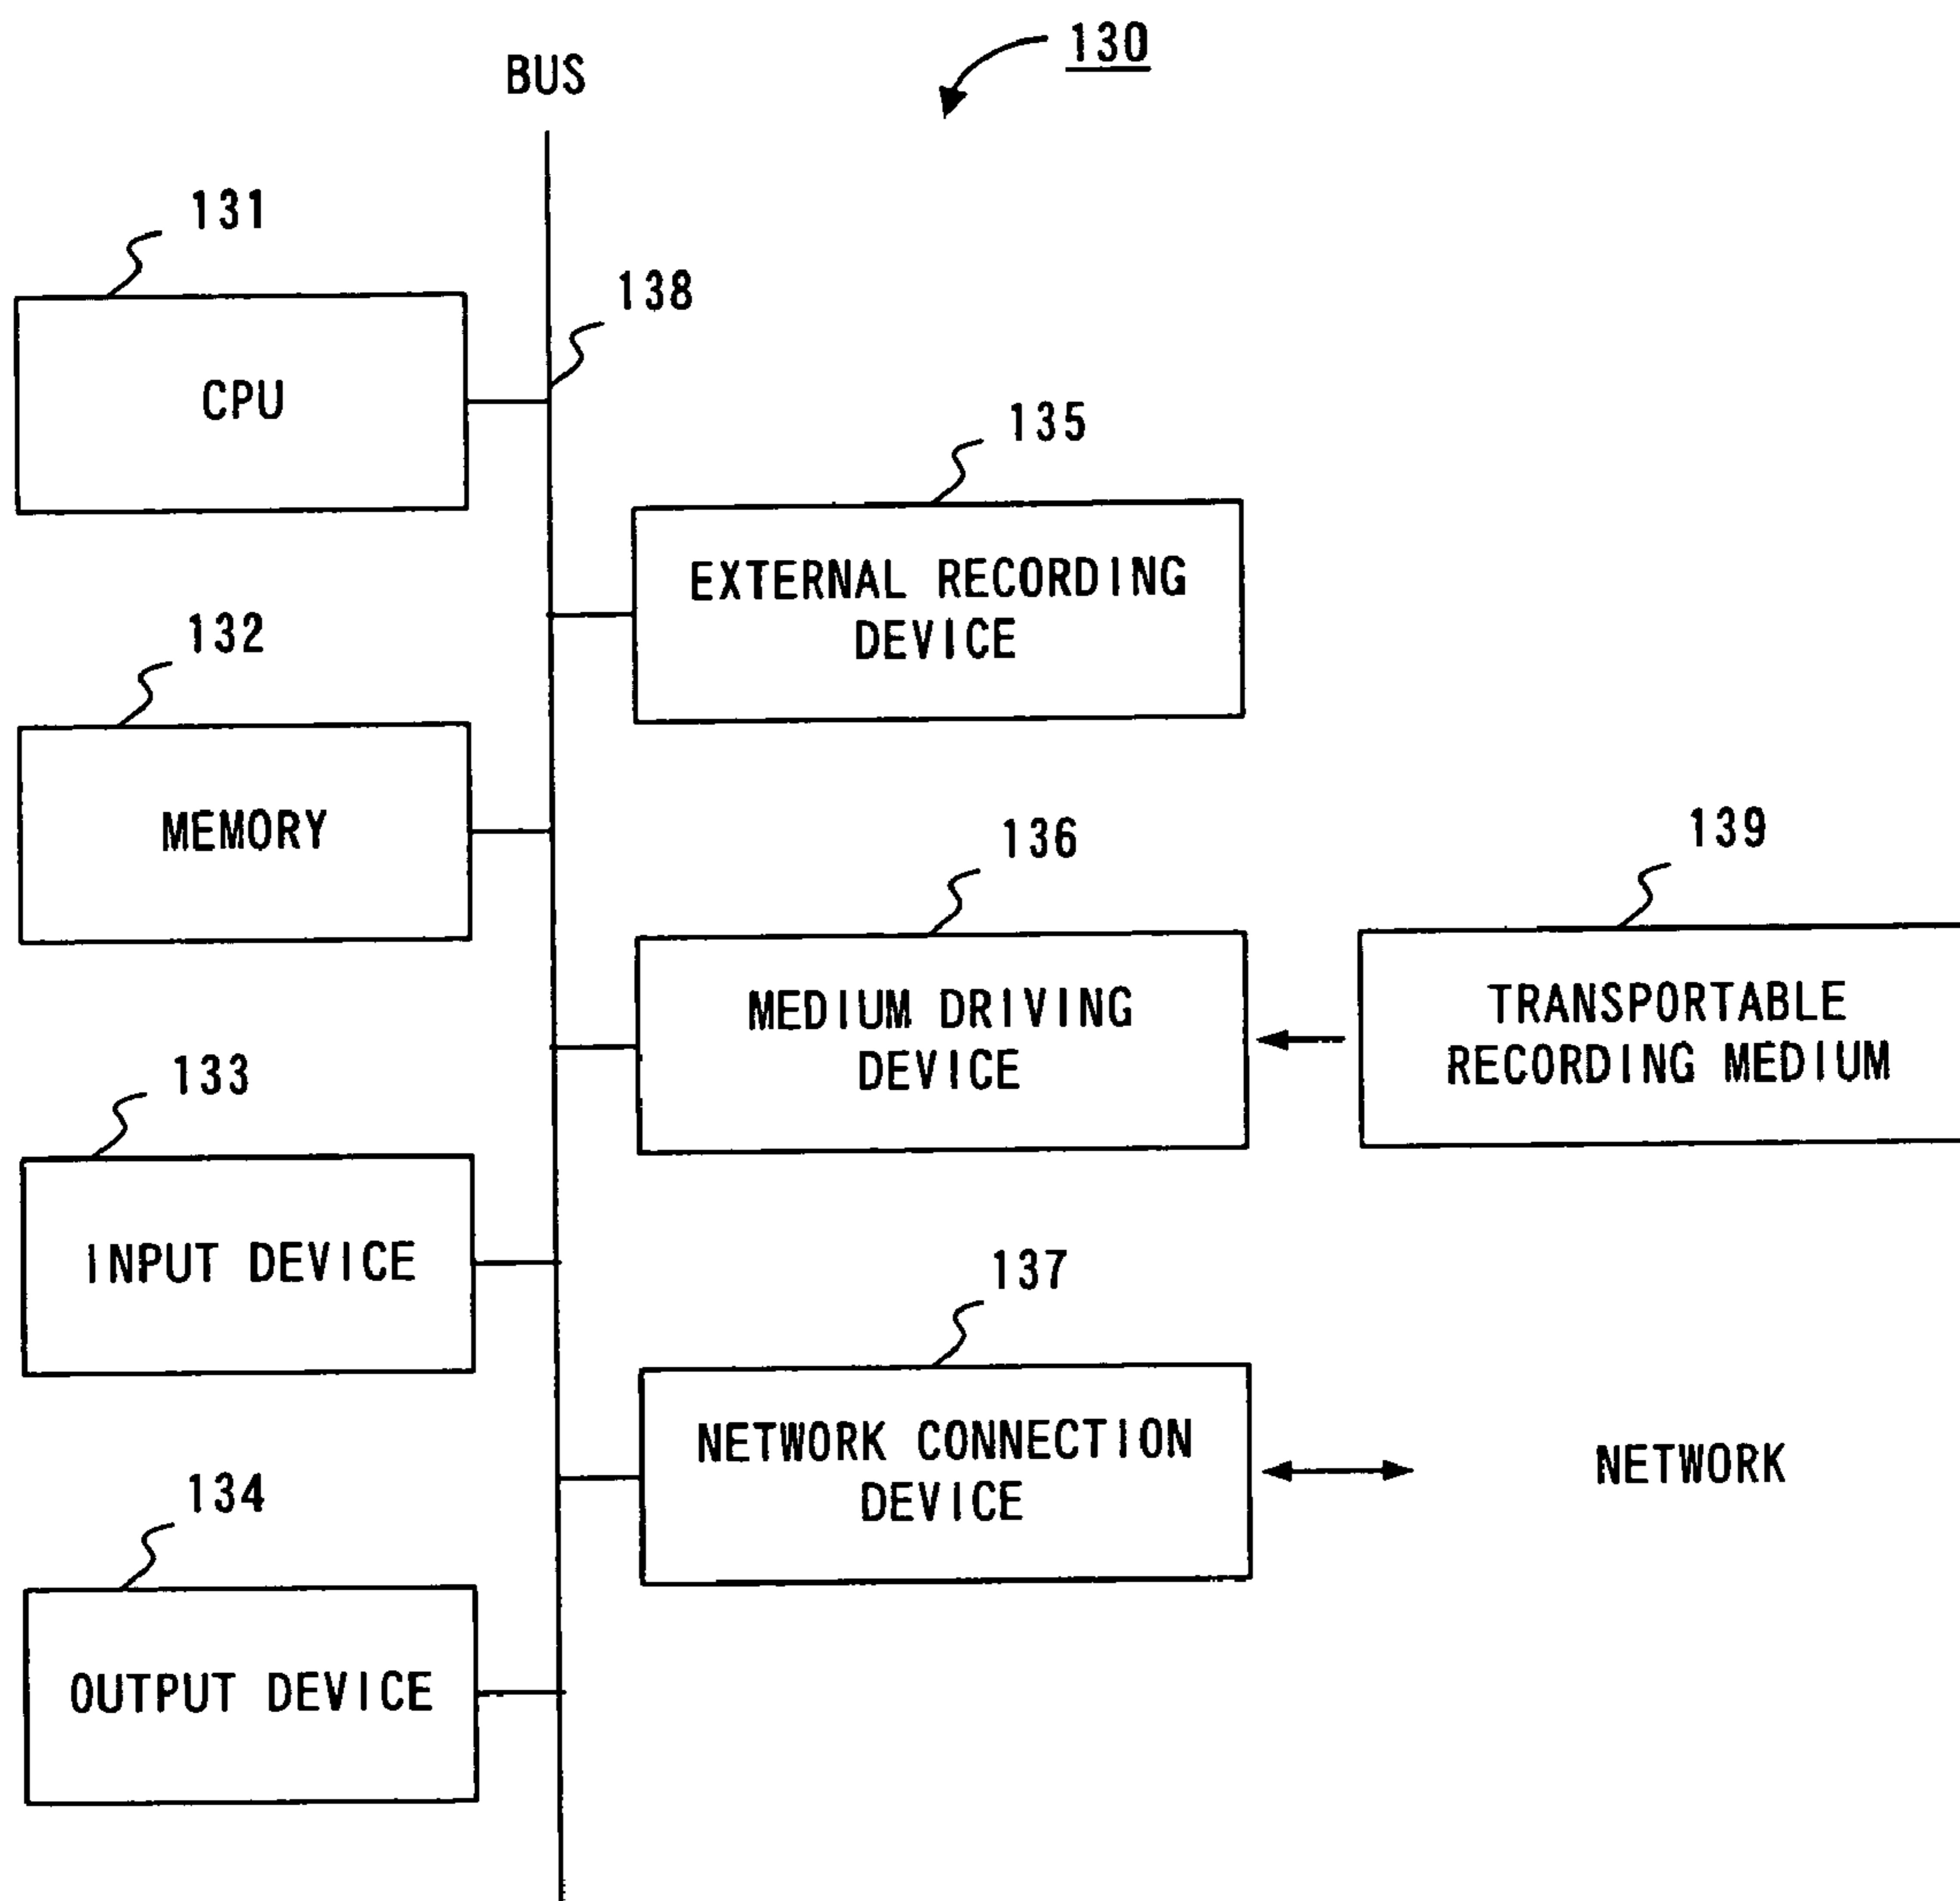 BUS
130
131
138
CPU
135
EXTERNAL RECORDING
DEVICE
132
MEMORY
136
139
MEDIUM DRIVING
DEVICE
TRANSPORTABLE
RECORDING MEDIUM
133
INPUT DEVICE
137
NETWORK CONNECTION
DEVICE
NETWORK
134
OUTPUT DEVICE